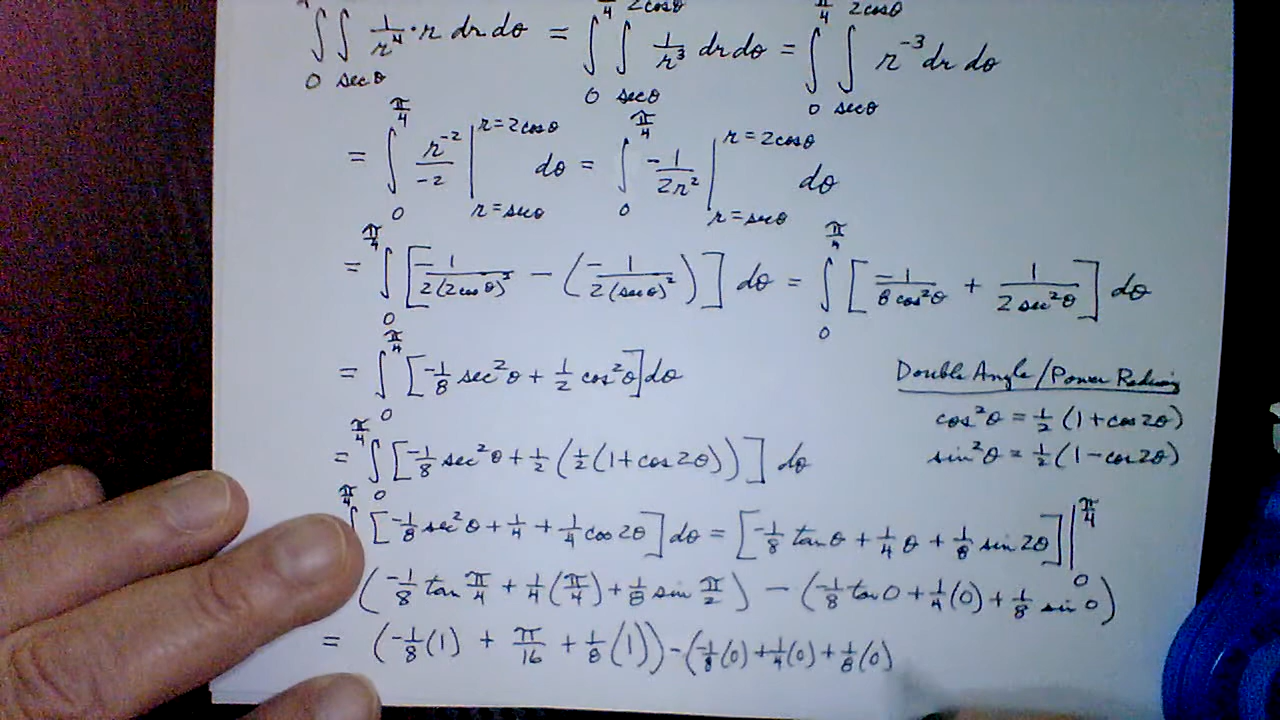 ∫₀ ∫_{secθ} 1/r⁴ · r dr dθ = ∫₀^{π/4} ∫_{secθ}^{2cosθ} 1/r³ dr dθ = ∫₀^{π/4} ∫_{secθ}^{2cosθ} r⁻³ dr dθ
= ∫₀^{π/4} r⁻²/-2 |_{r=secθ}^{r=2cosθ} dθ = ∫₀^{π/4} -1/2r² |_{r=secθ}^{r=2cosθ} dθ
= ∫₀^{π/4} [-1/2(2cosθ)² - (-1/2(secθ)²)] dθ = ∫₀^{π/4} [-1/8cos²θ + 1/2sec²θ] dθ
= ∫₀^{π/4} [-1/8 sec²θ + 1/2 cos²θ] dθ
Double Angle/Power Reducing
cos²θ = 1/2 (1+cos2θ)
sin²θ = 1/2 (1-cos2θ)
= ∫₀^{π/4} [-1/8 sec²θ + 1/2 (1/2(1+cos2θ))] dθ
∫^{π/4} [-1/8 sec²θ + 1/4 + 1/4 cos2θ] dθ = [-1/8 tanθ + 1/4 θ + 1/8 sin2θ] |₀^{π/4}
(-1/8 tan π/4 + 1/4(π/4) + 1/8 sin π/2) - (-1/8 tan0 + 1/4(0) + 1/8 sin0)
= (-1/8(1) + π/16 + 1/8(1)) - (-1/8(0) + 1/4(0) + 1/8(0)